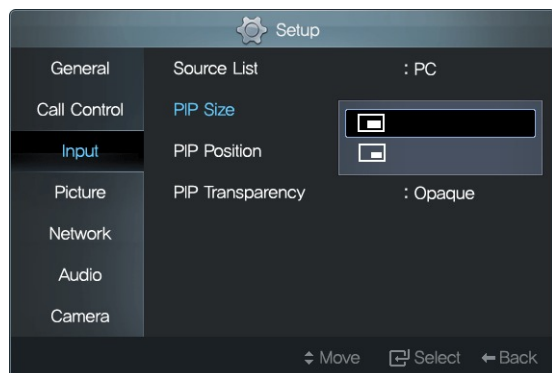 Setup
General
Source List : PC
Call Control
PIP Size
Input
PIP Position
Picture
PIP Transparency : Opaque
Network
Audio
Camera
Move Select Back